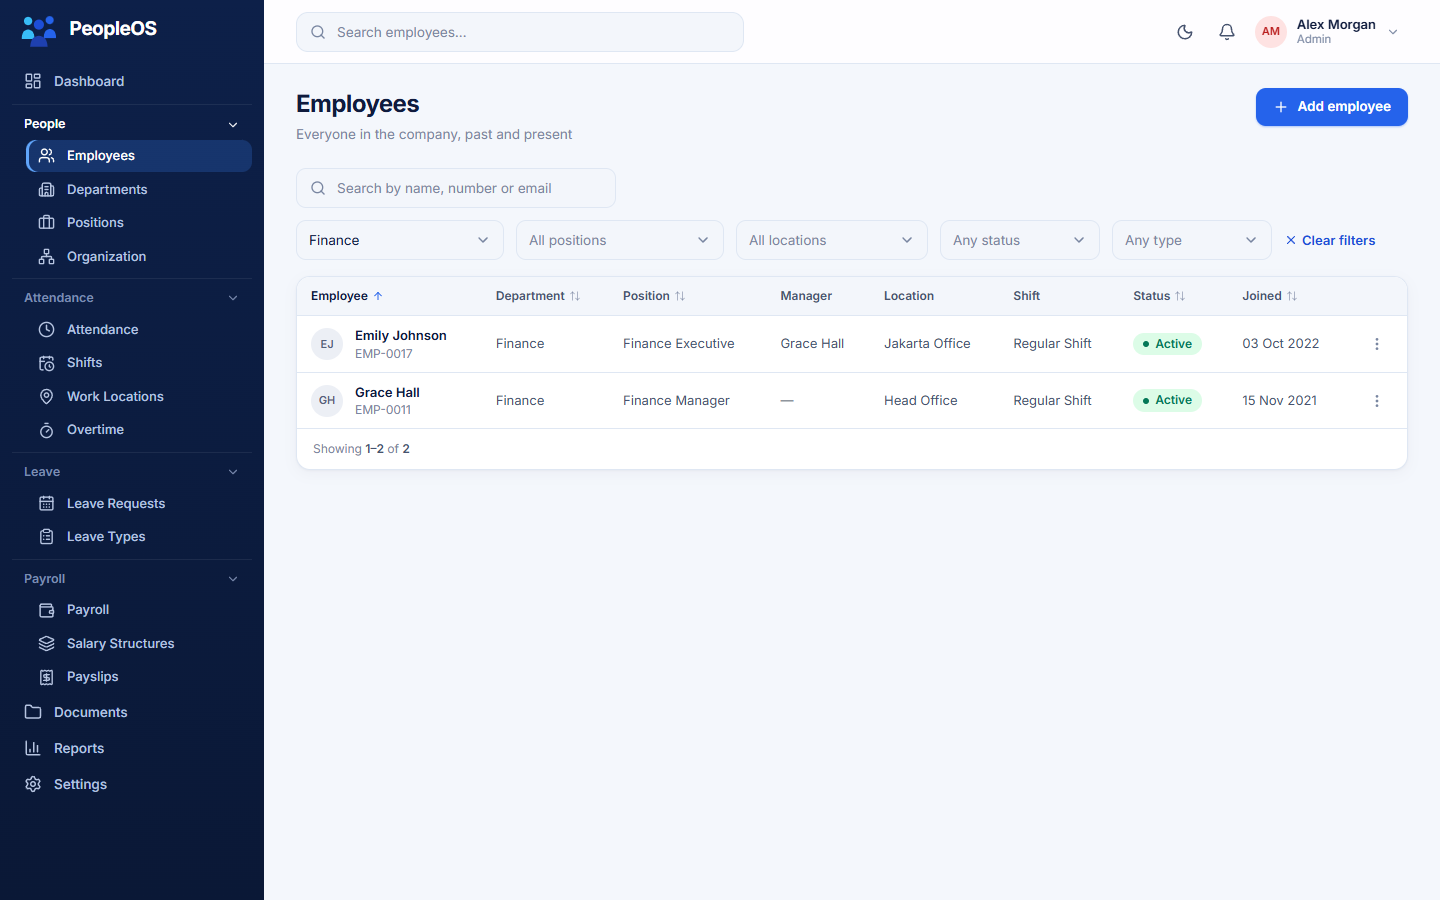 PeopleOS
Search employees...
AM
Alex Morgan
Admin
Dashboard
People
Employees
Departments
Positions
Organization
Attendance
Attendance
Shifts
Work Locations
Overtime
Leave
Leave Requests
Leave Types
Payroll
Payroll
Salary Structures
Payslips
Documents
Reports
Settings
Employees
Everyone in the company, past and present
Add employee
Search by name, number or email
Finance All positions All locations Any status Any type Clear filters
Employee Department Position Manager Location Shift Status Joined
EJ Emily Johnson Finance Finance Executive Grace Hall Jakarta Office Regular Shift Active 03 Oct 2022
EMP-0017
GH Grace Hall Finance Finance Manager — Head Office Regular Shift Active 15 Nov 2021
EMP-0011
Showing 1–2 of 2